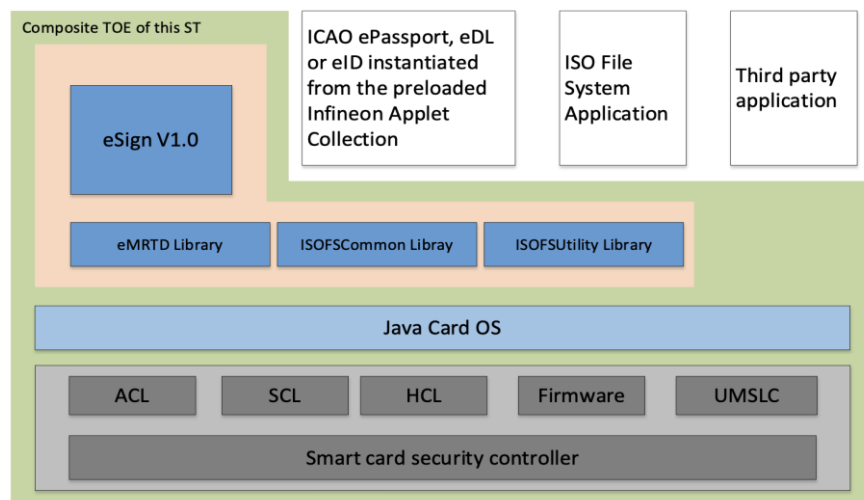 Composite TOE of this ST
ICAO ePassport, eDL
or eID instantiated
from the preloaded
Infineon Applet
Collection
ISO File
System
Application
Third party
application
eSign V1.0
eMRTD Library
ISOFSCommon Libray
ISOFSUtility Library
Java Card OS
ACL
SCL
HCL
Firmware
UMSLC
Smart card security controller